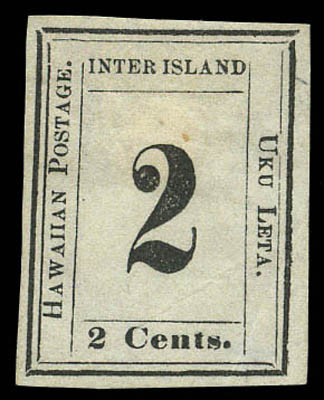 INTER ISLAND
HAWAIIAN POSTAGE.
2
UKU LETA.
2 Cents.